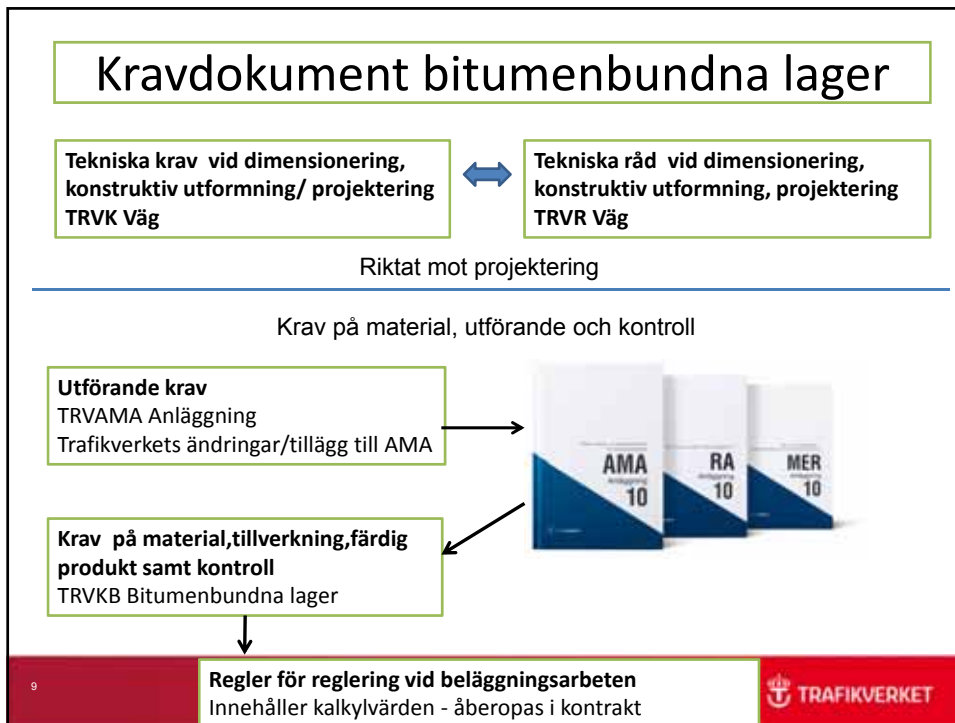 Kravdokument bitumenbundna lager
Tekniska krav vid dimensionering,
konstruktiv utformning/ projektering
TRVK Väg
Tekniska råd vid dimensionering,
konstruktiv utformning, projektering
TRVR Väg
Riktat mot projektering
Krav på material, utförande och kontroll
Utförande krav
TRVAMA Anläggning
Trafikverkets ändringar/tillägg till AMA
AMA
Anläggning
10
RA
Anläggning
10
MER
Anläggning
10
Krav på material,tillverkning,färdig
produkt samt kontroll
TRVKB Bitumenbundna lager
Regler för reglering vid beläggningsarbeten
Innehåller kalkylvärden - åberopas i kontrakt
9
TRAFIKVERKET